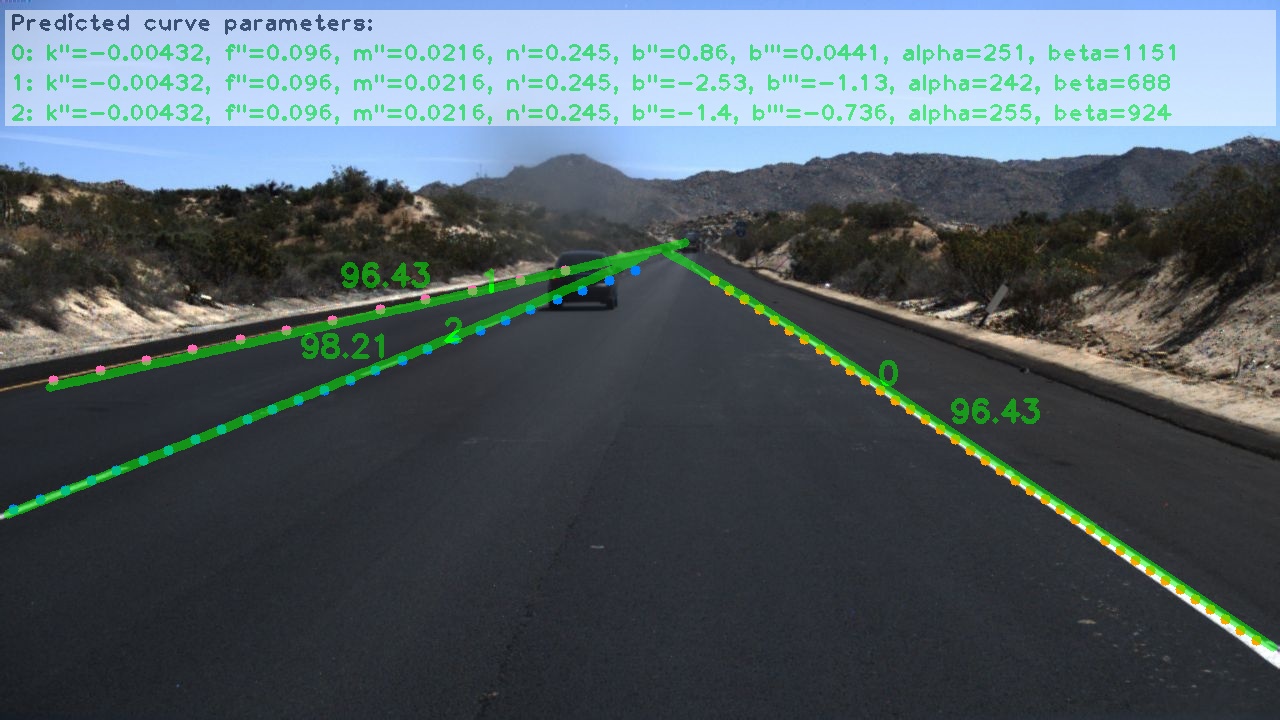 Predicted curve parameters:
0: k"=-0.00432, f"=0.096, m"=0.0216, n'=0.245, b"=0.86, b'"=0.0441, alpha=251, beta=1151
1: k"=-0.00432, f"=0.096, m"=0.0216, n'=0.245, b"=-2.53, b'"=-1.13, alpha=242, beta=688
2: k"=-0.00432, f"=0.096, m"=0.0216, n'=0.245, b"=-1.4, b'"=-0.736, alpha=255, beta=924
96.43
1
2
98.21
0
96.43